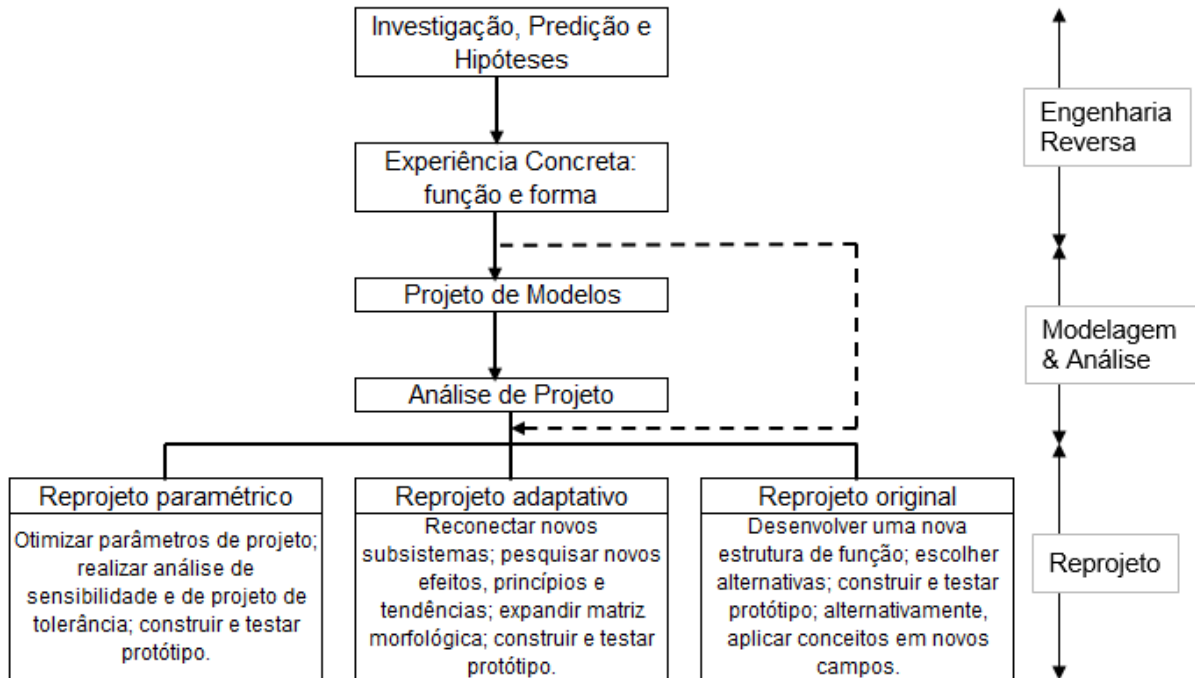 Investigação, Predição e
Hipóteses
Experiência Concreta:
função e forma
Projeto de Modelos
Análise de Projeto
Reprojeto paramétrico
Otimizar parâmetros de projeto;
realizar análise de
sensibilidade e de projeto de
tolerância; construir e testar
protótipo.
Reprojeto adaptativo
Reconectar novos
subsistemas; pesquisar novos
efeitos, princípios e
tendências; expandir matriz
morfológica; construir e testar
protótipo.
Reprojeto original
Desenvolver uma nova
estrutura de função; escolher
alternativas; construir e testar
protótipo; alternativamente,
aplicar conceitos em novos
campos.
Engenharia
Reversa
Modelagem
& Análise
Reprojeto